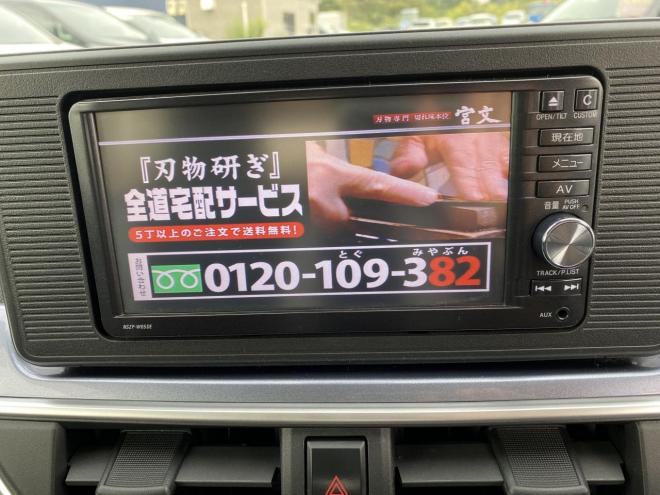 刃物専門 切れ味本位 宮文
『刃物研ぎ』
全道宅配サービス
5丁以上のご注文で送料無料！
とぐ みやぶん
お問い合わせ 0120-109-382
OPEN/TILT CUSTOM
C
現在地
メニュー
AV
音量 PUSH AV OFF
TRACK/P.LIST
AUX
NSZP-W65DE